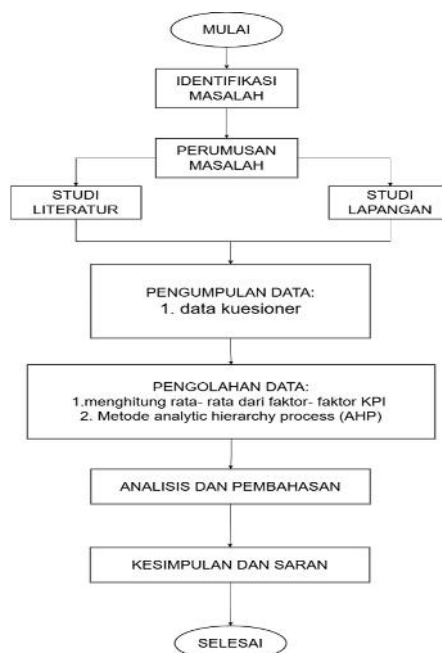 MULAI
IDENTIFIKASI
MASALAH
PERUMUSAN
MASALAH
STUDI
LITERATUR
STUDI
LAPANGAN
PENGUMPULAN DATA:
1. data kuesioner
PENGOLAHAN DATA:
1.menghitung rata- rata dari faktor- faktor KPI
2. Metode analytic hierarchy process (AHP)
ANALISIS DAN PEMBAHASAN
KESIMPULAN DAN SARAN
SELESAI